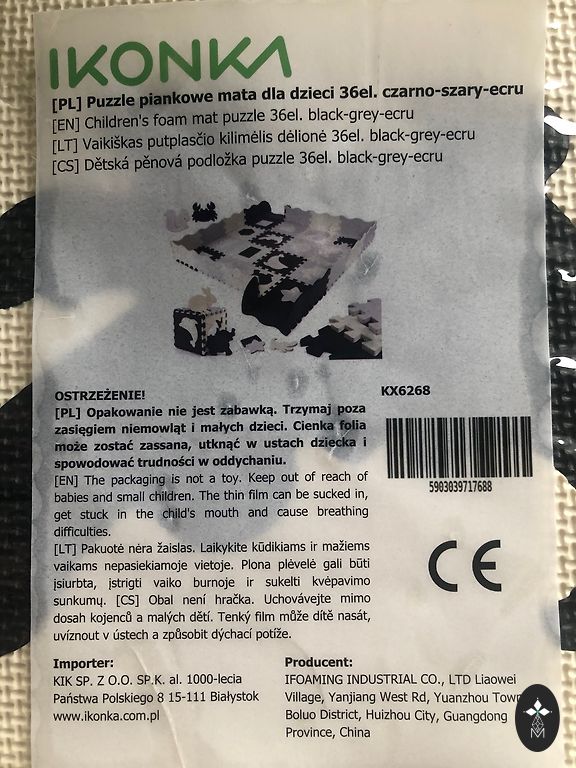 IKONKA
[PL] Puzzle piankowe mata dla dzieci 36el. czarno-szary-ecru
[EN] Children's foam mat puzzle 36el. black-grey-ecru
[LT] Vaikiškas putplasčio kilimėlis dėlionė 36el. black-grey-ecru
[CS] Dětská pěnová podložka puzzle 36el. black-grey-ecru
OSTRZEŻENIE!
[PL] Opakowanie nie jest zabawką. Trzymaj poza
zasięgiem niemowląt i małych dzieci. Cienka folia
może zostać zassana, utknąć w ustach dziecka i
spowodować trudności w oddychaniu.
[EN] The packaging is not a toy. Keep out of reach of
babies and small children. The thin film can be sucked in,
get stuck in the child's mouth and cause breathing
difficulties.
[LT] Pakuotė nėra žaislas. Laikykite kūdikiams ir mažiems
vaikams nepasiekiamoje vietoje. Plona plėvelė gali būti
įsiurbta, įstrigti vaiko burnoje ir sukelti kvėpavimo
sunkumų. [CS] Obal není hračka. Uchovávejte mimo
dosah kojenců a malých dětí. Tenký film může dítě nasát,
uvíznout v ústech a způsobit dýchací potíže.
KX6268
5903039717688
CE
Importer:
KIK SP. Z O.O. SP.K. al. 1000-lecia
Państwa Polskiego 8 15-111 Białystok
www.ikonka.com.pl
Producent:
IFOAMING INDUSTRIAL CO., LTD Liaowei
Village, Yanjiang West Rd, Yuanzhou Town
Boluo District, Huizhou City, Guangdong
Province, China
M